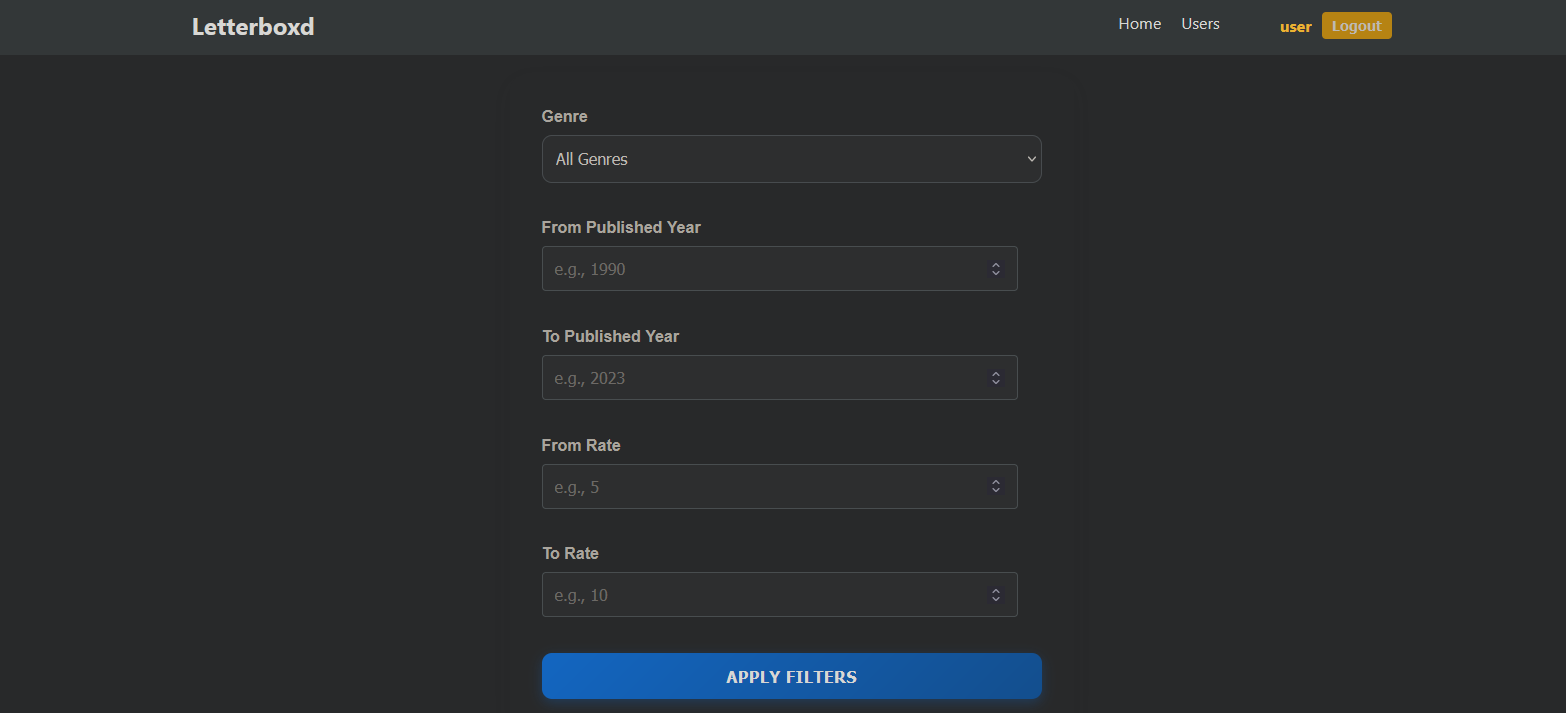 Letterboxd Home Users user Logout
Genre
All Genres
From Published Year
e.g., 1990
To Published Year
e.g., 2023
From Rate
e.g., 5
To Rate
e.g., 10
APPLY FILTERS